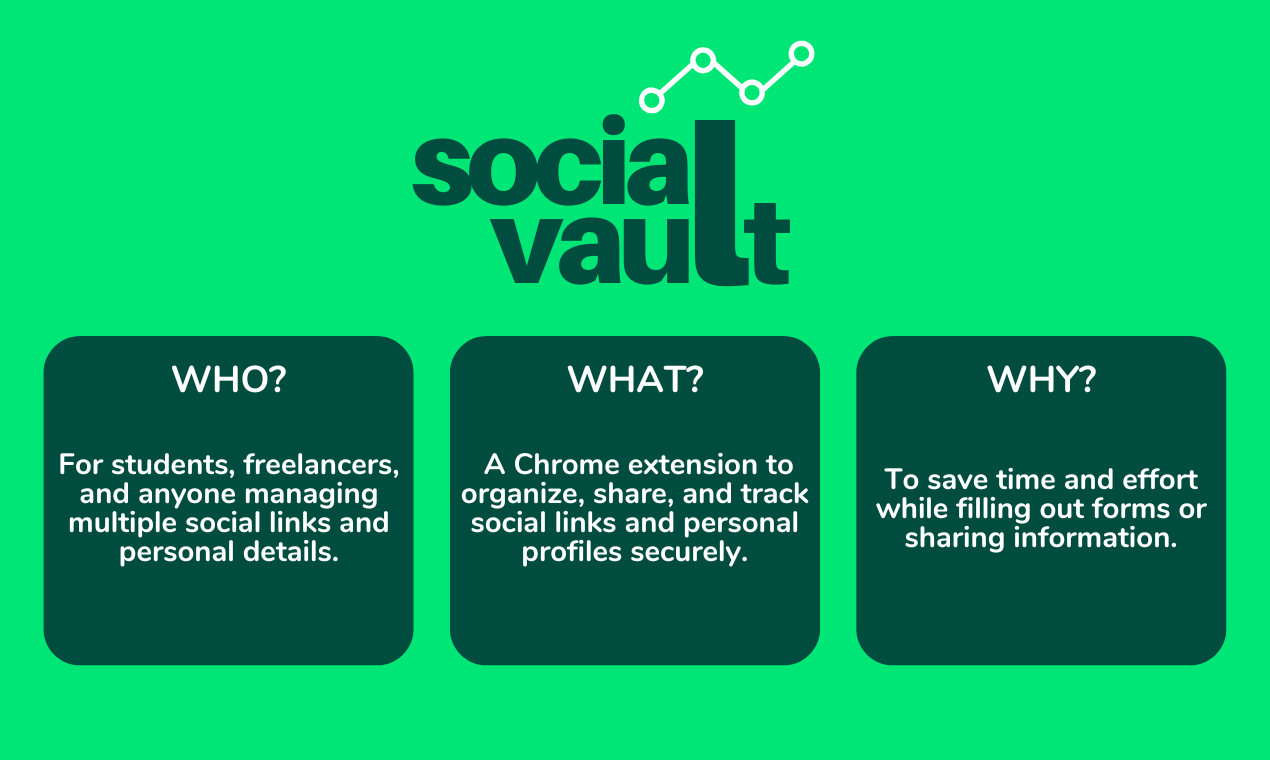 social
vault
WHO?
For students, freelancers,
and anyone managing
multiple social links and
personal details.
WHAT?
A Chrome extension to
organize, share, and track
social links and personal
profiles securely.
WHY?
To save time and effort
while filling out forms or
sharing information.